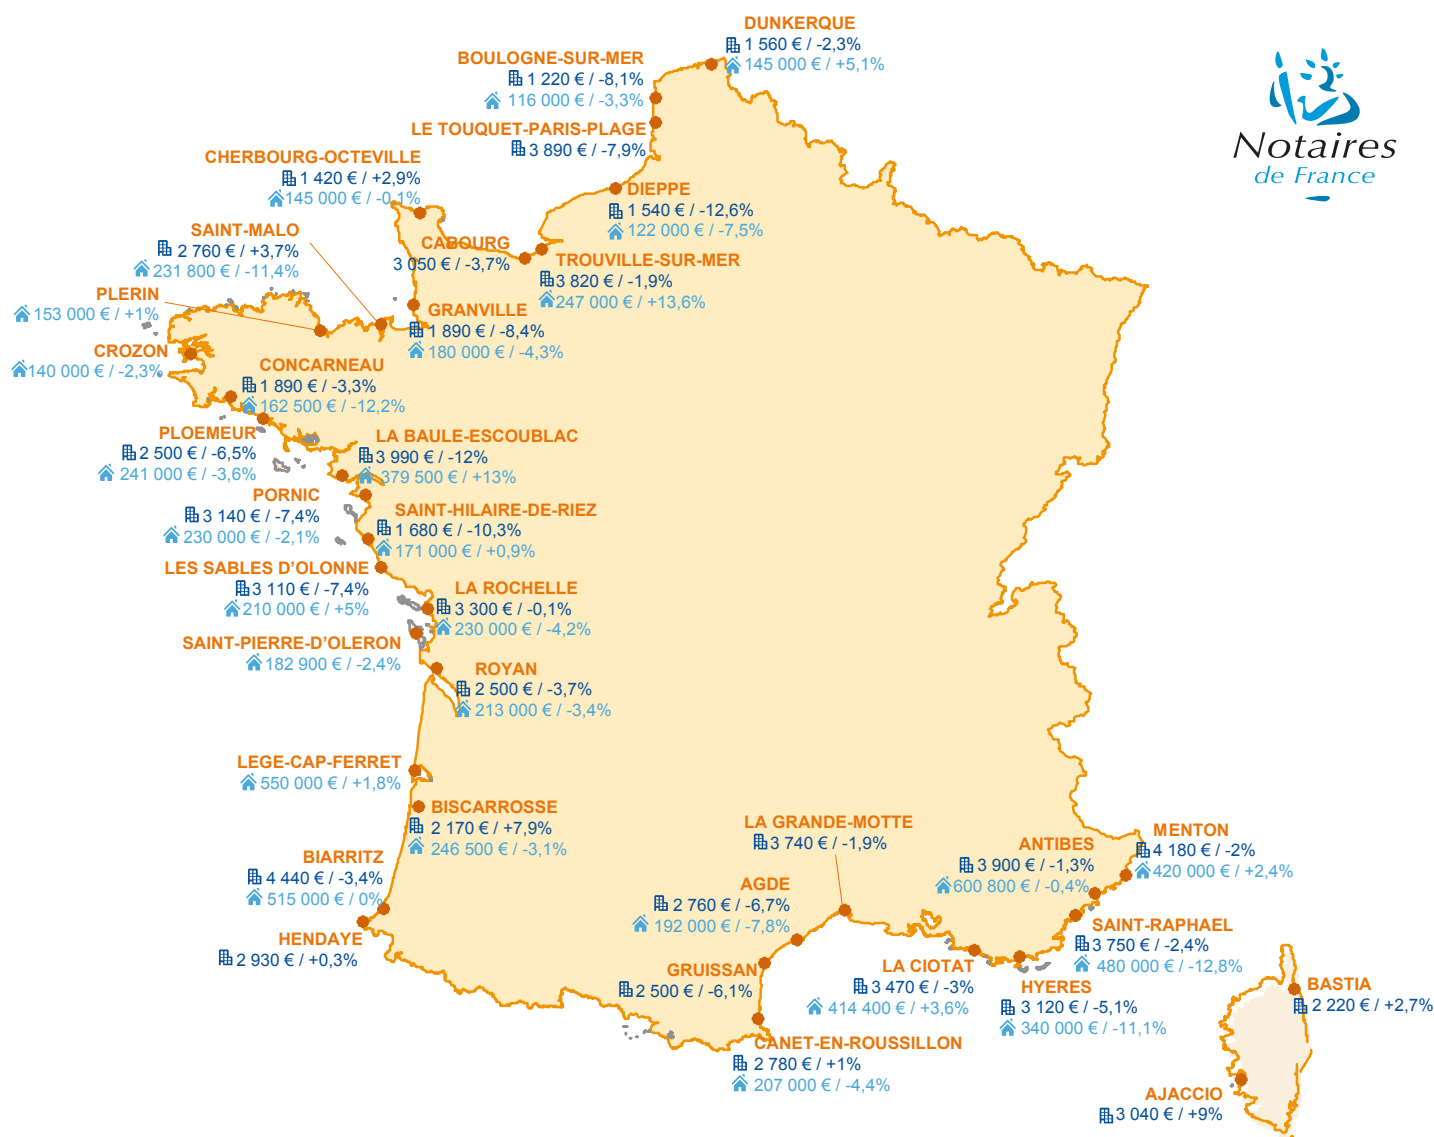 DUNKERQUE
1 560 € / -2,3%
145 000 € / +5,1%
BOULOGNE-SUR-MER
1 220 € / -8,1%
116 000 € / -3,3%
LE TOUQUET-PARIS-PLAGE
3 890 € / -7,9%
Notaires
de France
CHERBOURG-OCTEVILLE
1 420 € / +2,9%
145 000 € / -0,1%
DIEPPE
1 540 € / -12,6%
122 000 € / -7,5%
SAINT-MALO
2 760 € / +3,7%
231 800 € / -11,4%
CABOURG
3 050 € / -3,7%
TROUVILLE-SUR-MER
3 820 € / -1,9%
247 000 € / +13,6%
PLERIN
153 000 € / +1%
GRANVILLE
1 890 € / -8,4%
180 000 € / -4,3%
CROZON
140 000 € / -2,3%
CONCARNEAU
1 890 € / -3,3%
162 500 € / -12,2%
PLOEMEUR
2 500 € / -6,5%
241 000 € / -3,6%
LA BAULE-ESCOUBLAC
3 990 € / -12%
379 500 € / +13%
PORNIC
3 140 € / -7,4%
230 000 € / -2,1%
SAINT-HILAIRE-DE-RIEZ
1 680 € / -10,3%
171 000 € / +0,9%
LES SABLES D'OLONNE
3 110 € / -7,4%
210 000 € / +5%
LA ROCHELLE
3 300 € / -0,1%
230 000 € / -4,2%
SAINT-PIERRE-D'OLERON
182 900 € / -2,4%
ROYAN
2 500 € / -3,7%
213 000 € / -3,4%
LEGE-CAP-FERRET
550 000 € / +1,8%
BISCARROSSE
2 170 € / +7,9%
246 500 € / -3,1%
BIARRITZ
4 440 € / -3,4%
515 000 € / 0%
HENDAYE
2 930 € / +0,3%
LA GRANDE-MOTTE
3 740 € / -1,9%
AGDE
2 760 € / -6,7%
192 000 € / -7,8%
GRUISSAN
2 500 € / -6,1%
CANET-EN-ROUSSILLON
2 780 € / +1%
207 000 € / -4,4%
MENTON
4 180 € / -2%
420 000 € / +2,4%
ANTIBES
3 900 € / -1,3%
600 800 € / -0,4%
SAINT-RAPHAEL
3 750 € / -2,4%
480 000 € / -12,8%
LA CIOTAT
3 470 € / -3%
414 400 € / +3,6%
HYERES
3 120 € / -5,1%
340 000 € / -11,1%
BASTIA
2 220 € / +2,7%
AJACCIO
3 040 € / +9%